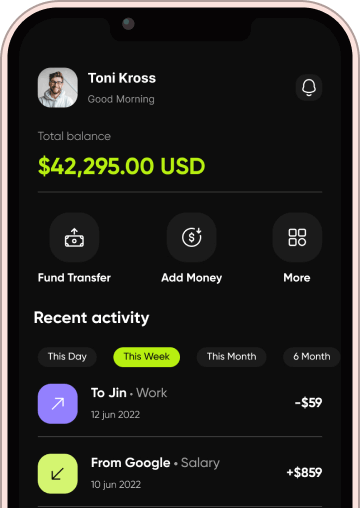 Toni Kross
Good Morning
Total balance
$42,295.00 USD
Fund Transfer
Add Money
More
Recent activity
This Day
This Week
This Month
6 Month
To Jin • Work
-$59
12 jun 2022
From Google • Salary
+$859
10 jun 2022